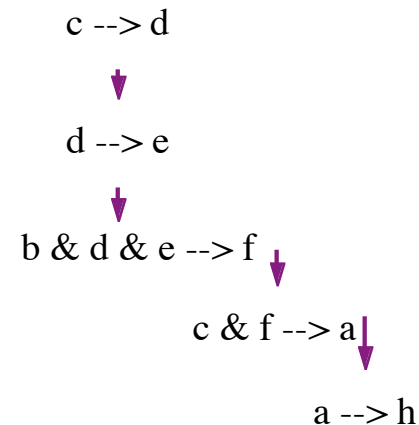 c --> d
d --> e
b & d & e --> f
c & f --> a
a --> h